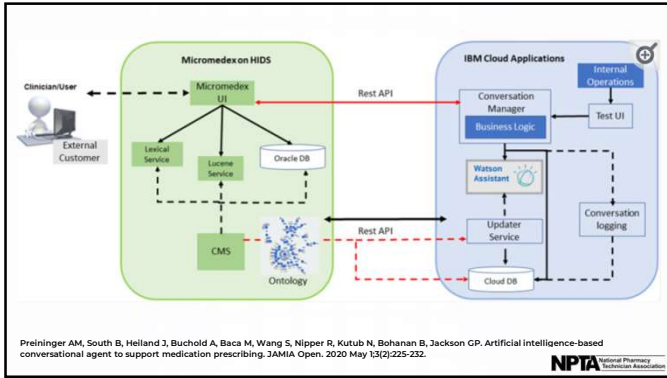 Micromedex on HIDS
IBM Cloud Applications
Clinician/User
External
Customer
Micromedex
UI
Lexical
Service
Lucene
Service
Oracle DB
CMS
Ontology
Rest API
Rest API
Conversation
Manager
Business Logic
Internal
Operations
Test UI
Watson
Assistant
Updater
Service
Conversation
logging
Cloud DB
Preininger AM, South B, Heiland J, Buchold A, Baca M, Wang S, Nipper R, Kutub N, Bohanan B, Jackson GP. Artificial intelligence-based
conversational agent to support medication prescribing. JAMIA Open. 2020 May 1;3(2):225-232.
NPTA National Pharmacy
Technician Association